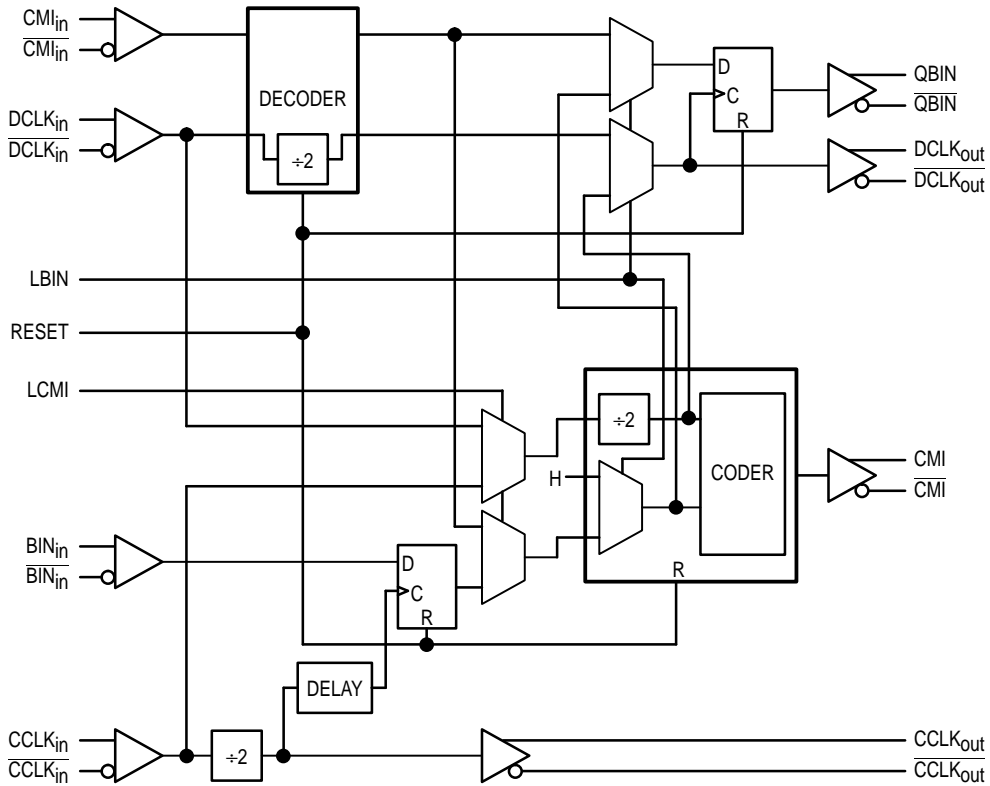 CMIin
CMIin
DECODER
÷2
D
C
R
QBIN
QBIN
DCLKin
DCLKin
DCLKout
DCLKout
LBIN
RESET
LCMI
÷2
H
CODER
R
CMI
CMI
BINin
BINin
D
C
R
DELAY
CCLKin
CCLKin
÷2
CCLKout
CCLKout